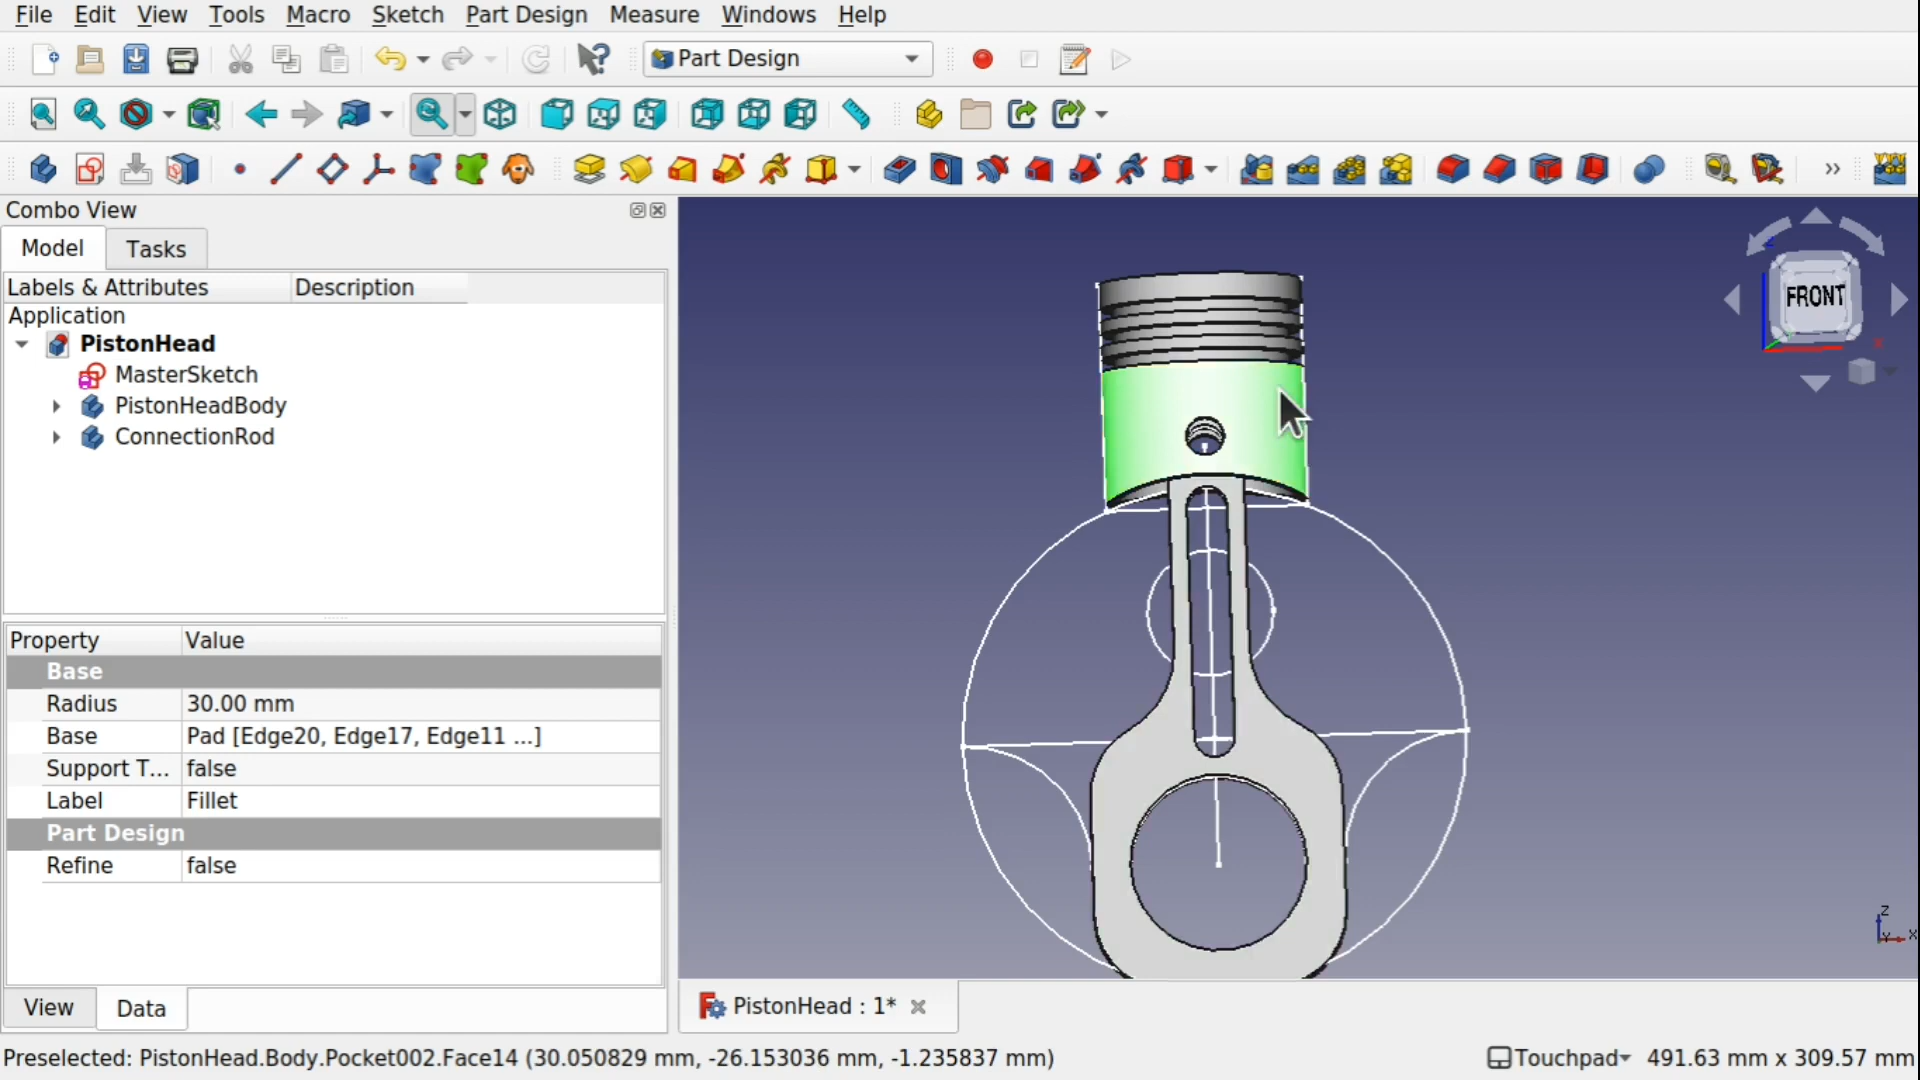 File Edit View Tools Macro Sketch Part Design Measure Windows Help
Part Design
Combo View
Model Tasks
Labels & Attributes Description
Application
PistonHead
MasterSketch
PistonHeadBody
ConnectionRod
FRONT
Property Value
Base
Radius 30.00 mm
Base Pad [Edge20, Edge17, Edge11 ...]
Support T... false
Label Fillet
Part Design
Refine false
Z
Y X
View Data
PistonHead : 1*
Preselected: PistonHead.Body.Pocket002.Face14 (30.050829 mm, -26.153036 mm, -1.235837 mm)
Touchpad 491.63 mm x 309.57 mm